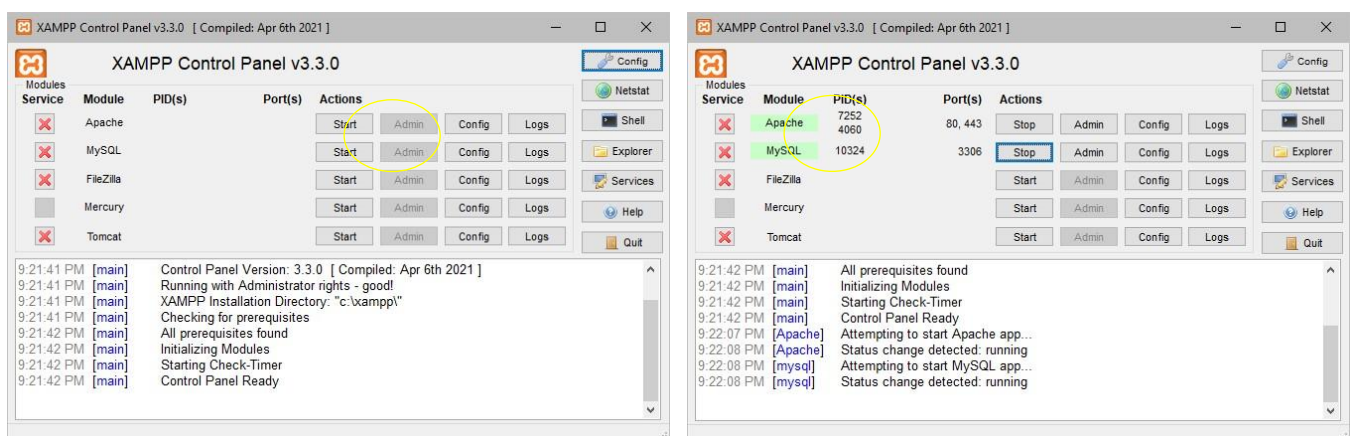 XAMPP Control Panel v3.3.0 [ Compiled: Apr 6th 2021 ]
XAMPP Control Panel v3.3.0
Config
Modules
Service Module PID(s) Port(s) Actions
Netstat
Apache Start Admin Config Logs
Shell
MySQL Start Admin Config Logs
Explorer
FileZilla Start Admin Config Logs
Services
Mercury Start Admin Config Logs
Help
Tomcat Start Admin Config Logs
Quit
9:21:41 PM [main] Control Panel Version: 3.3.0 [ Compiled: Apr 6th 2021 ]
9:21:41 PM [main] Running with Administrator rights - good!
9:21:41 PM [main] XAMPP Installation Directory: "c:\xampp\"
9:21:41 PM [main] Checking for prerequisites
9:21:42 PM [main] All prerequisites found
9:21:42 PM [main] Initializing Modules
9:21:42 PM [main] Starting Check-Timer
9:21:42 PM [main] Control Panel Ready
XAMPP Control Panel v3.3.0 [ Compiled: Apr 6th 2021 ]
XAMPP Control Panel v3.3.0
Config
Modules
Service Module PID(s) Port(s) Actions
Netstat
Apache 7252 4060 80, 443 Stop Admin Config Logs
Shell
MySQL 10324 3306 Stop Admin Config Logs
Explorer
FileZilla Start Admin Config Logs
Services
Mercury Start Admin Config Logs
Help
Tomcat Start Admin Config Logs
Quit
9:21:42 PM [main] All prerequisites found
9:21:42 PM [main] Initializing Modules
9:21:42 PM [main] Starting Check-Timer
9:21:42 PM [main] Control Panel Ready
9:22:07 PM [Apache] Attempting to start Apache app...
9:22:08 PM [Apache] Status change detected: running
9:22:08 PM [mysql] Attempting to start MySQL app...
9:22:08 PM [mysql] Status change detected: running